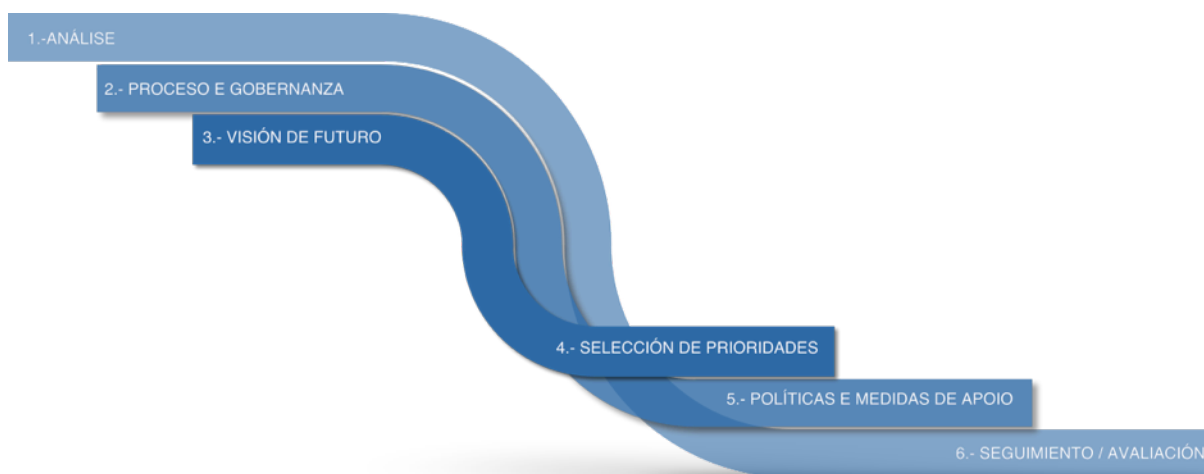 1.-ANÁLISE
2.- PROCESO E GOBERNANZA
3.- VISIÓN DE FUTURO
4.- SELECCIÓN DE PRIORIDADES
5.- POLÍTICAS E MEDIDAS DE APOIO
6.- SEGUIMIENTO / AVALIACIÓN